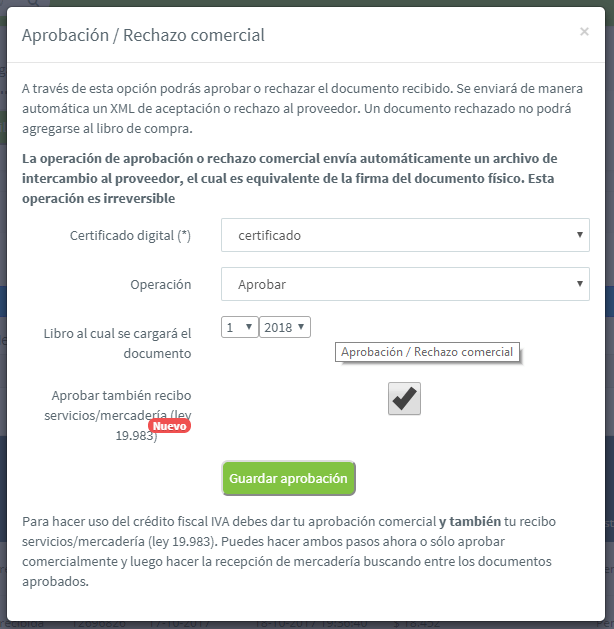 Aprobación / Rechazo comercial
×
A través de esta opción podrás aprobar o rechazar el documento recibido. Se enviará de manera
automática un XML de aceptación o rechazo al proveedor. Un documento rechazado no podrá
agregarse al libro de compra.
La operación de aprobación o rechazo comercial envía automáticamente un archivo de
intercambio al proveedor, el cual es equivalente de la firma del documento físico. Esta
operación es irreversible
Certificado digital (*) certificado
Operación Aprobar
Libro al cual se cargará el 1 2018
documento
Aprobación / Rechazo comercial
Aprobar también recibo
servicios/mercadería (ley
19.983) Nuevo
Guardar aprobación
Para hacer uso del crédito fiscal IVA debes dar tu aprobación comercial y también tu recibo
servicios/mercadería (ley 19.983). Puedes hacer ambos pasos ahora o sólo aprobar
comercialmente y luego hacer la recepción de mercadería buscando entre los documentos
aprobados.